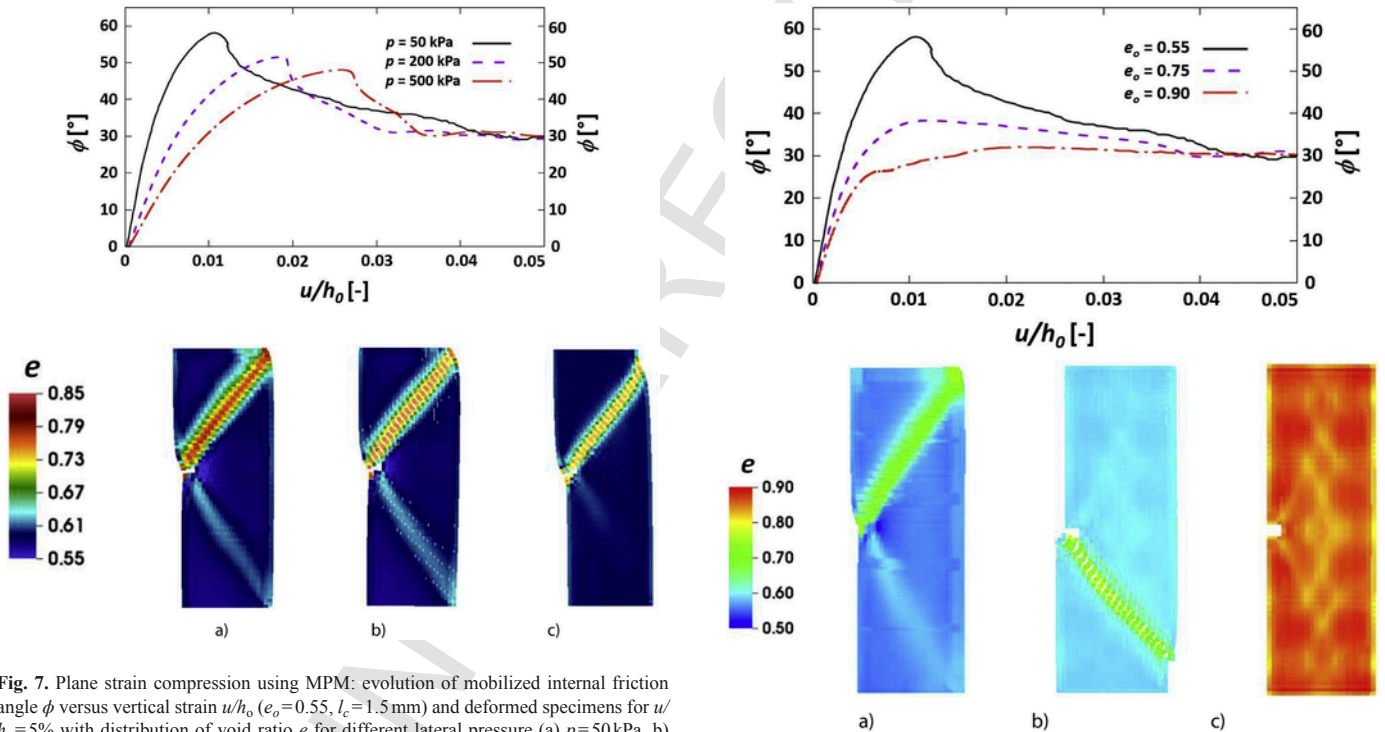 60
50
40
30
20
10
0
ϕ [°]
p = 50 kPa
p = 200 kPa
p = 500 kPa
60
50
40
30
20
10
0
ϕ [°]
0 0.01 0.02 0.03 0.04 0.05
u/h₀ [-]
e
0.85
0.79
0.73
0.67
0.61
0.55
a) b) c)
Fig. 7. Plane strain compression using MPM: evolution of mobilized internal friction
angle ϕ versus vertical strain u/hₒ (eₒ=0.55, l_c=1.5 mm) and deformed specimens for u/
=5% with distribution of void ratio e for different lateral pressure (a) p=50 kPa, b)
60
50
40
30
20
10
0
ϕ [°]
eₒ = 0.55
eₒ = 0.75
eₒ = 0.90
60
50
40
30
20
10
0
ϕ [°]
0 0.01 0.02 0.03 0.04 0.05
u/h₀ [-]
e
0.90
0.80
0.70
0.60
0.50
a) b) c)